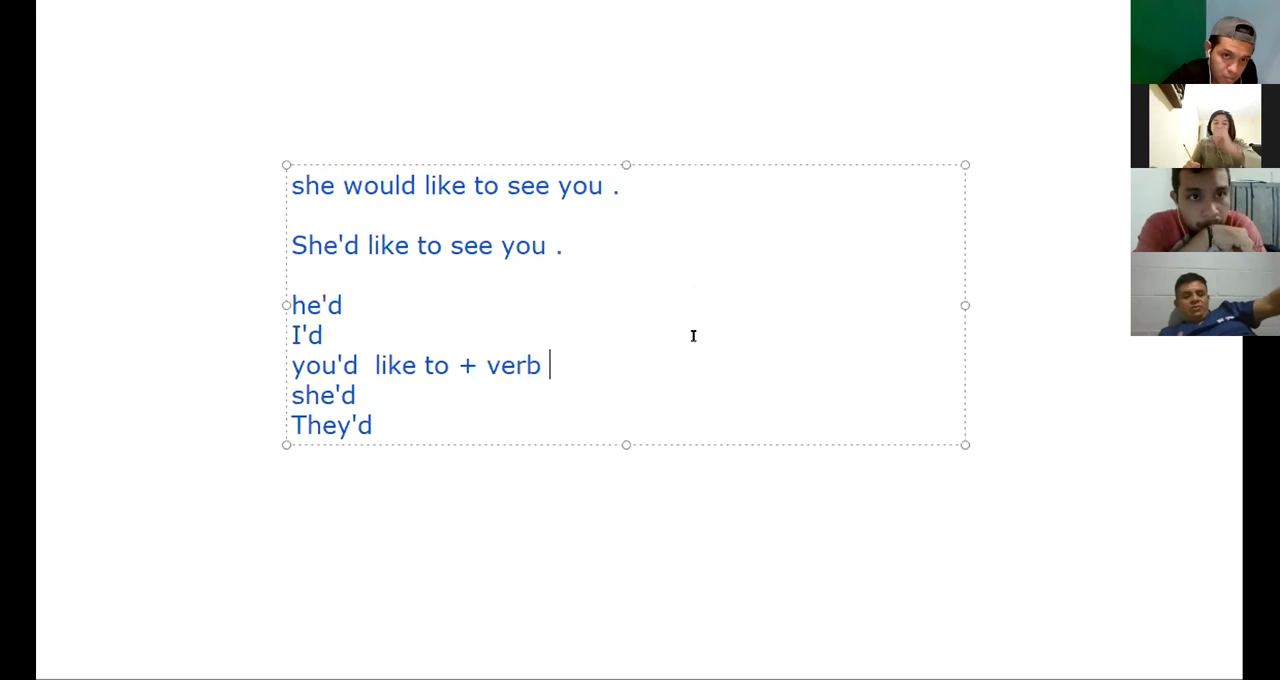 she would like to see you .
She'd like to see you .
he'd
I'd
you'd  like to + verb
she'd
They'd